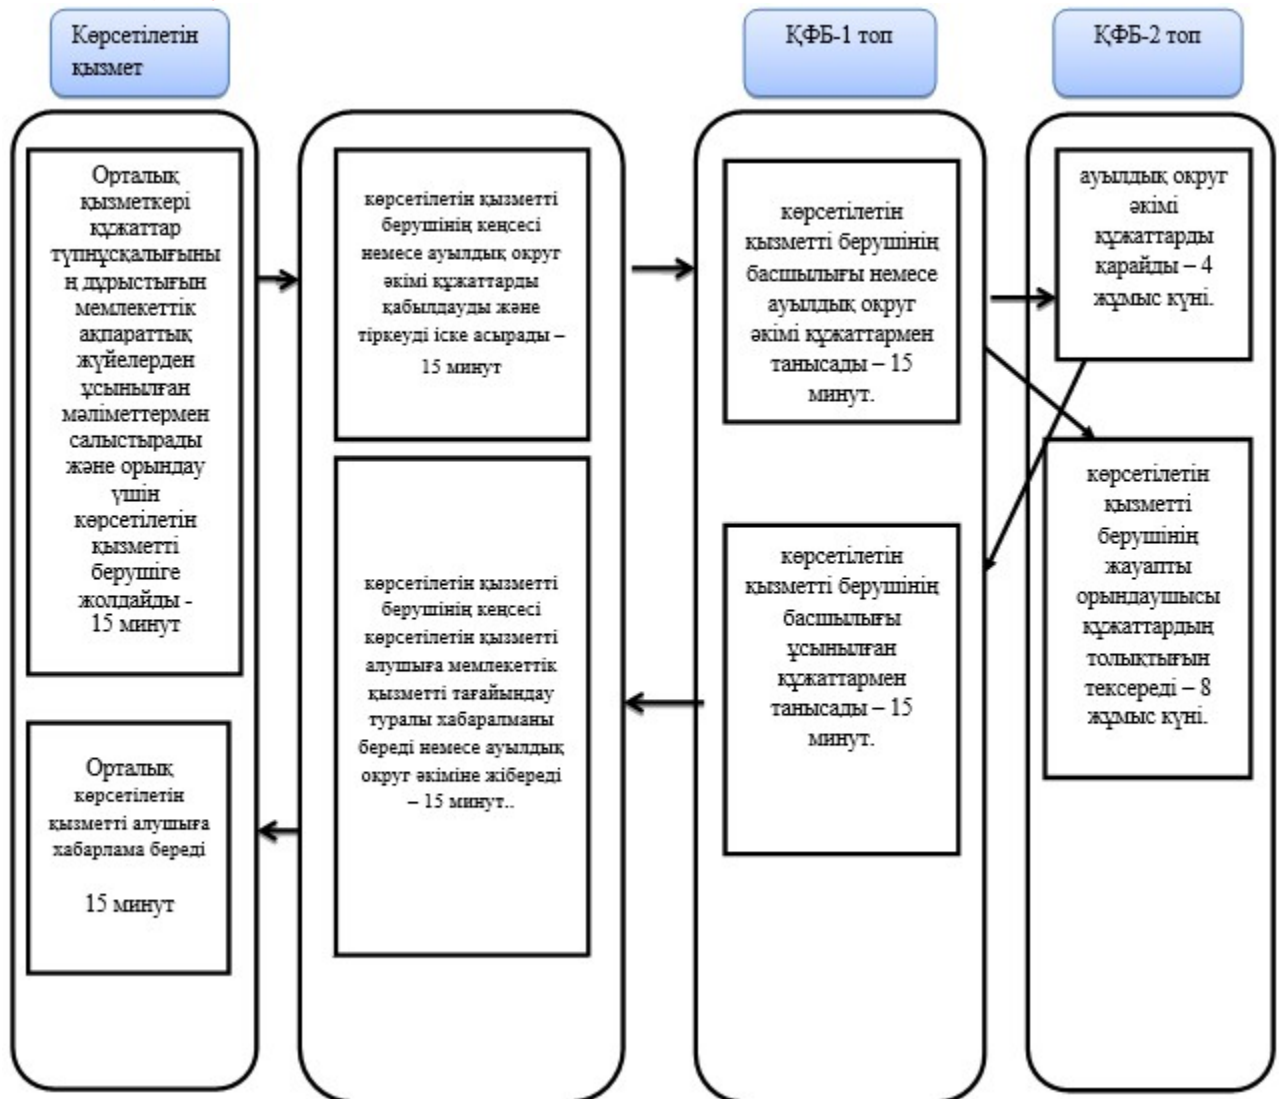 Көрсетілетін
қызмет
ҚФБ-1 топ
ҚФБ-2 топ
Орталық
қызметкері
құжаттар
түпнұсқалығыны
ң дұрыстығын
мемлекеттік
ақпараттық
жүйелерден
ұсынылған
мәліметтермен
салыстырады
және орындау
үшін
көрсетілетін
қызметті
берушіге
жолдайды -
15 минут
Орталық
көрсетілетін
қызметті алушыға
хабарлама береді
15 минут
көрсетілетін қызметті
берушінің кеңсесі
немесе ауылдық округ
әкімі құжаттарды
қабылдауды және
тіркеуді іске асырады –
15 минут
көрсетілетін қызметті
берушінің кеңсесі
көрсетілетін қызметті
алушыға мемлекеттік
қызметті тағайындау
туралы хабаралманы
береді немесе ауылдық
округ әкіміне жібереді
– 15 минут..
көрсетілетін
қызметті берушінің
басшылығы немесе
ауылдық округ
әкімі құжаттармен
танысады – 15
минут.
көрсетілетін
қызметті берушінің
басшылығы
ұсынылған
құжаттармен
танысады – 15
минут.
ауылдық округ
әкімі
құжаттарды
қарайды – 4
жұмыс күні.
көрсетілетін
қызметті
берушінің
жауапты
орындаушысы
құжаттардың
толықтығын
тексереді – 8
жұмыс күні.